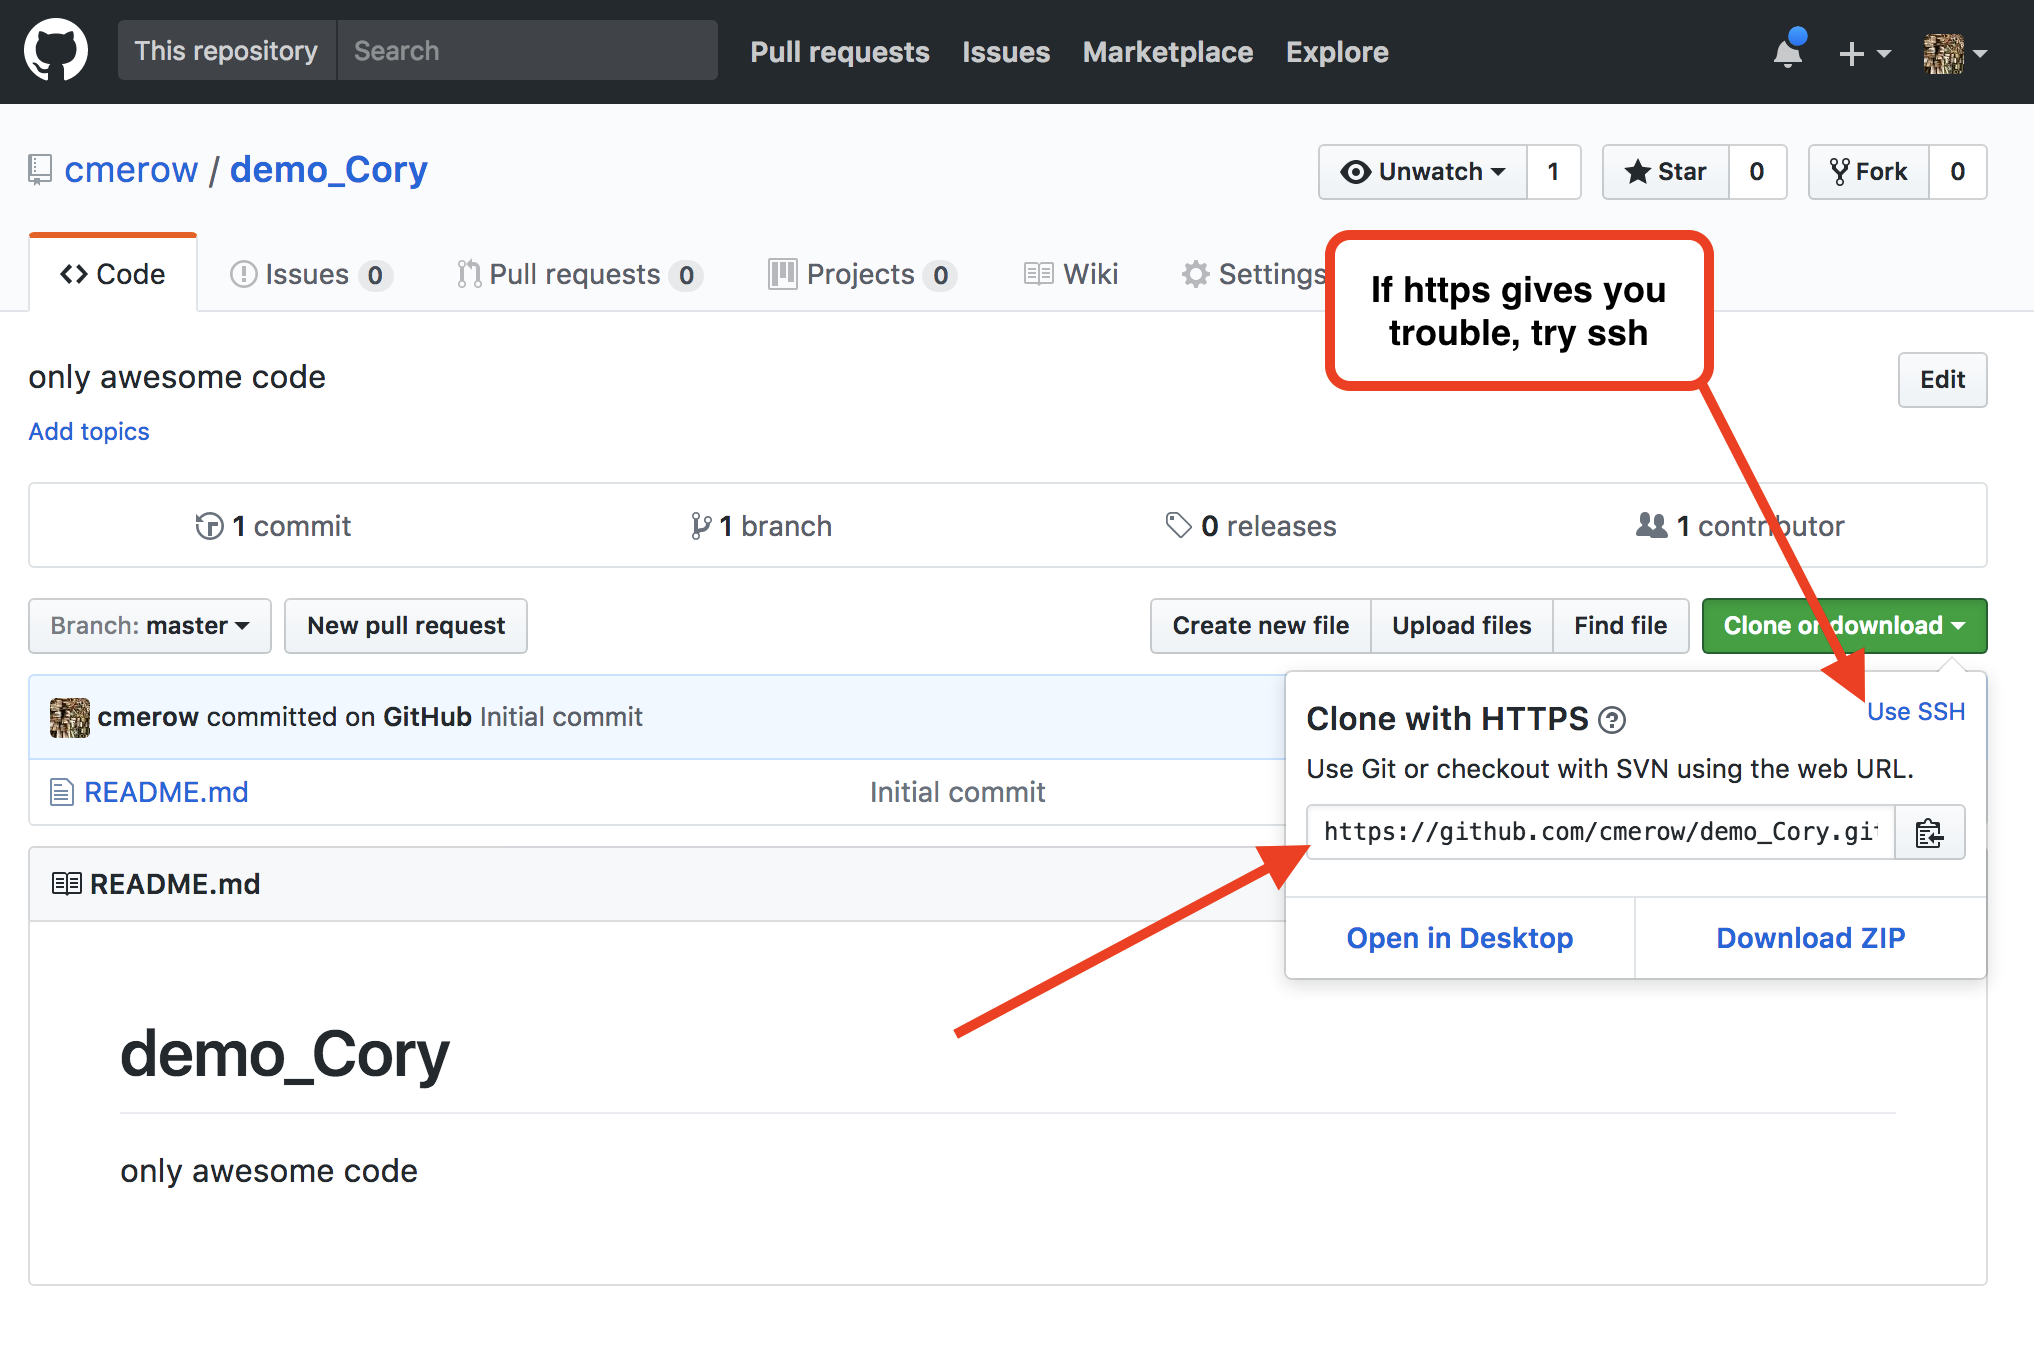 This repository Search Pull requests Issues Marketplace Explore
cmerow / demo_Cory Unwatch 1 Star 0 Fork 0
Code Issues 0 Pull requests 0 Projects 0 Wiki Settings
If https gives you
trouble, try ssh
only awesome code
Edit
Add topics
1 commit 1 branch 0 releases 1 contributor
Branch: master New pull request Create new file Upload files Find file Clone or download
cmerow committed on GitHub Initial commit
Clone with HTTPS ? Use SSH
Use Git or checkout with SVN using the web URL.
README.md Initial commit
https://github.com/cmerow/demo_Cory.git
README.md
Open in Desktop Download ZIP
demo_Cory
only awesome code